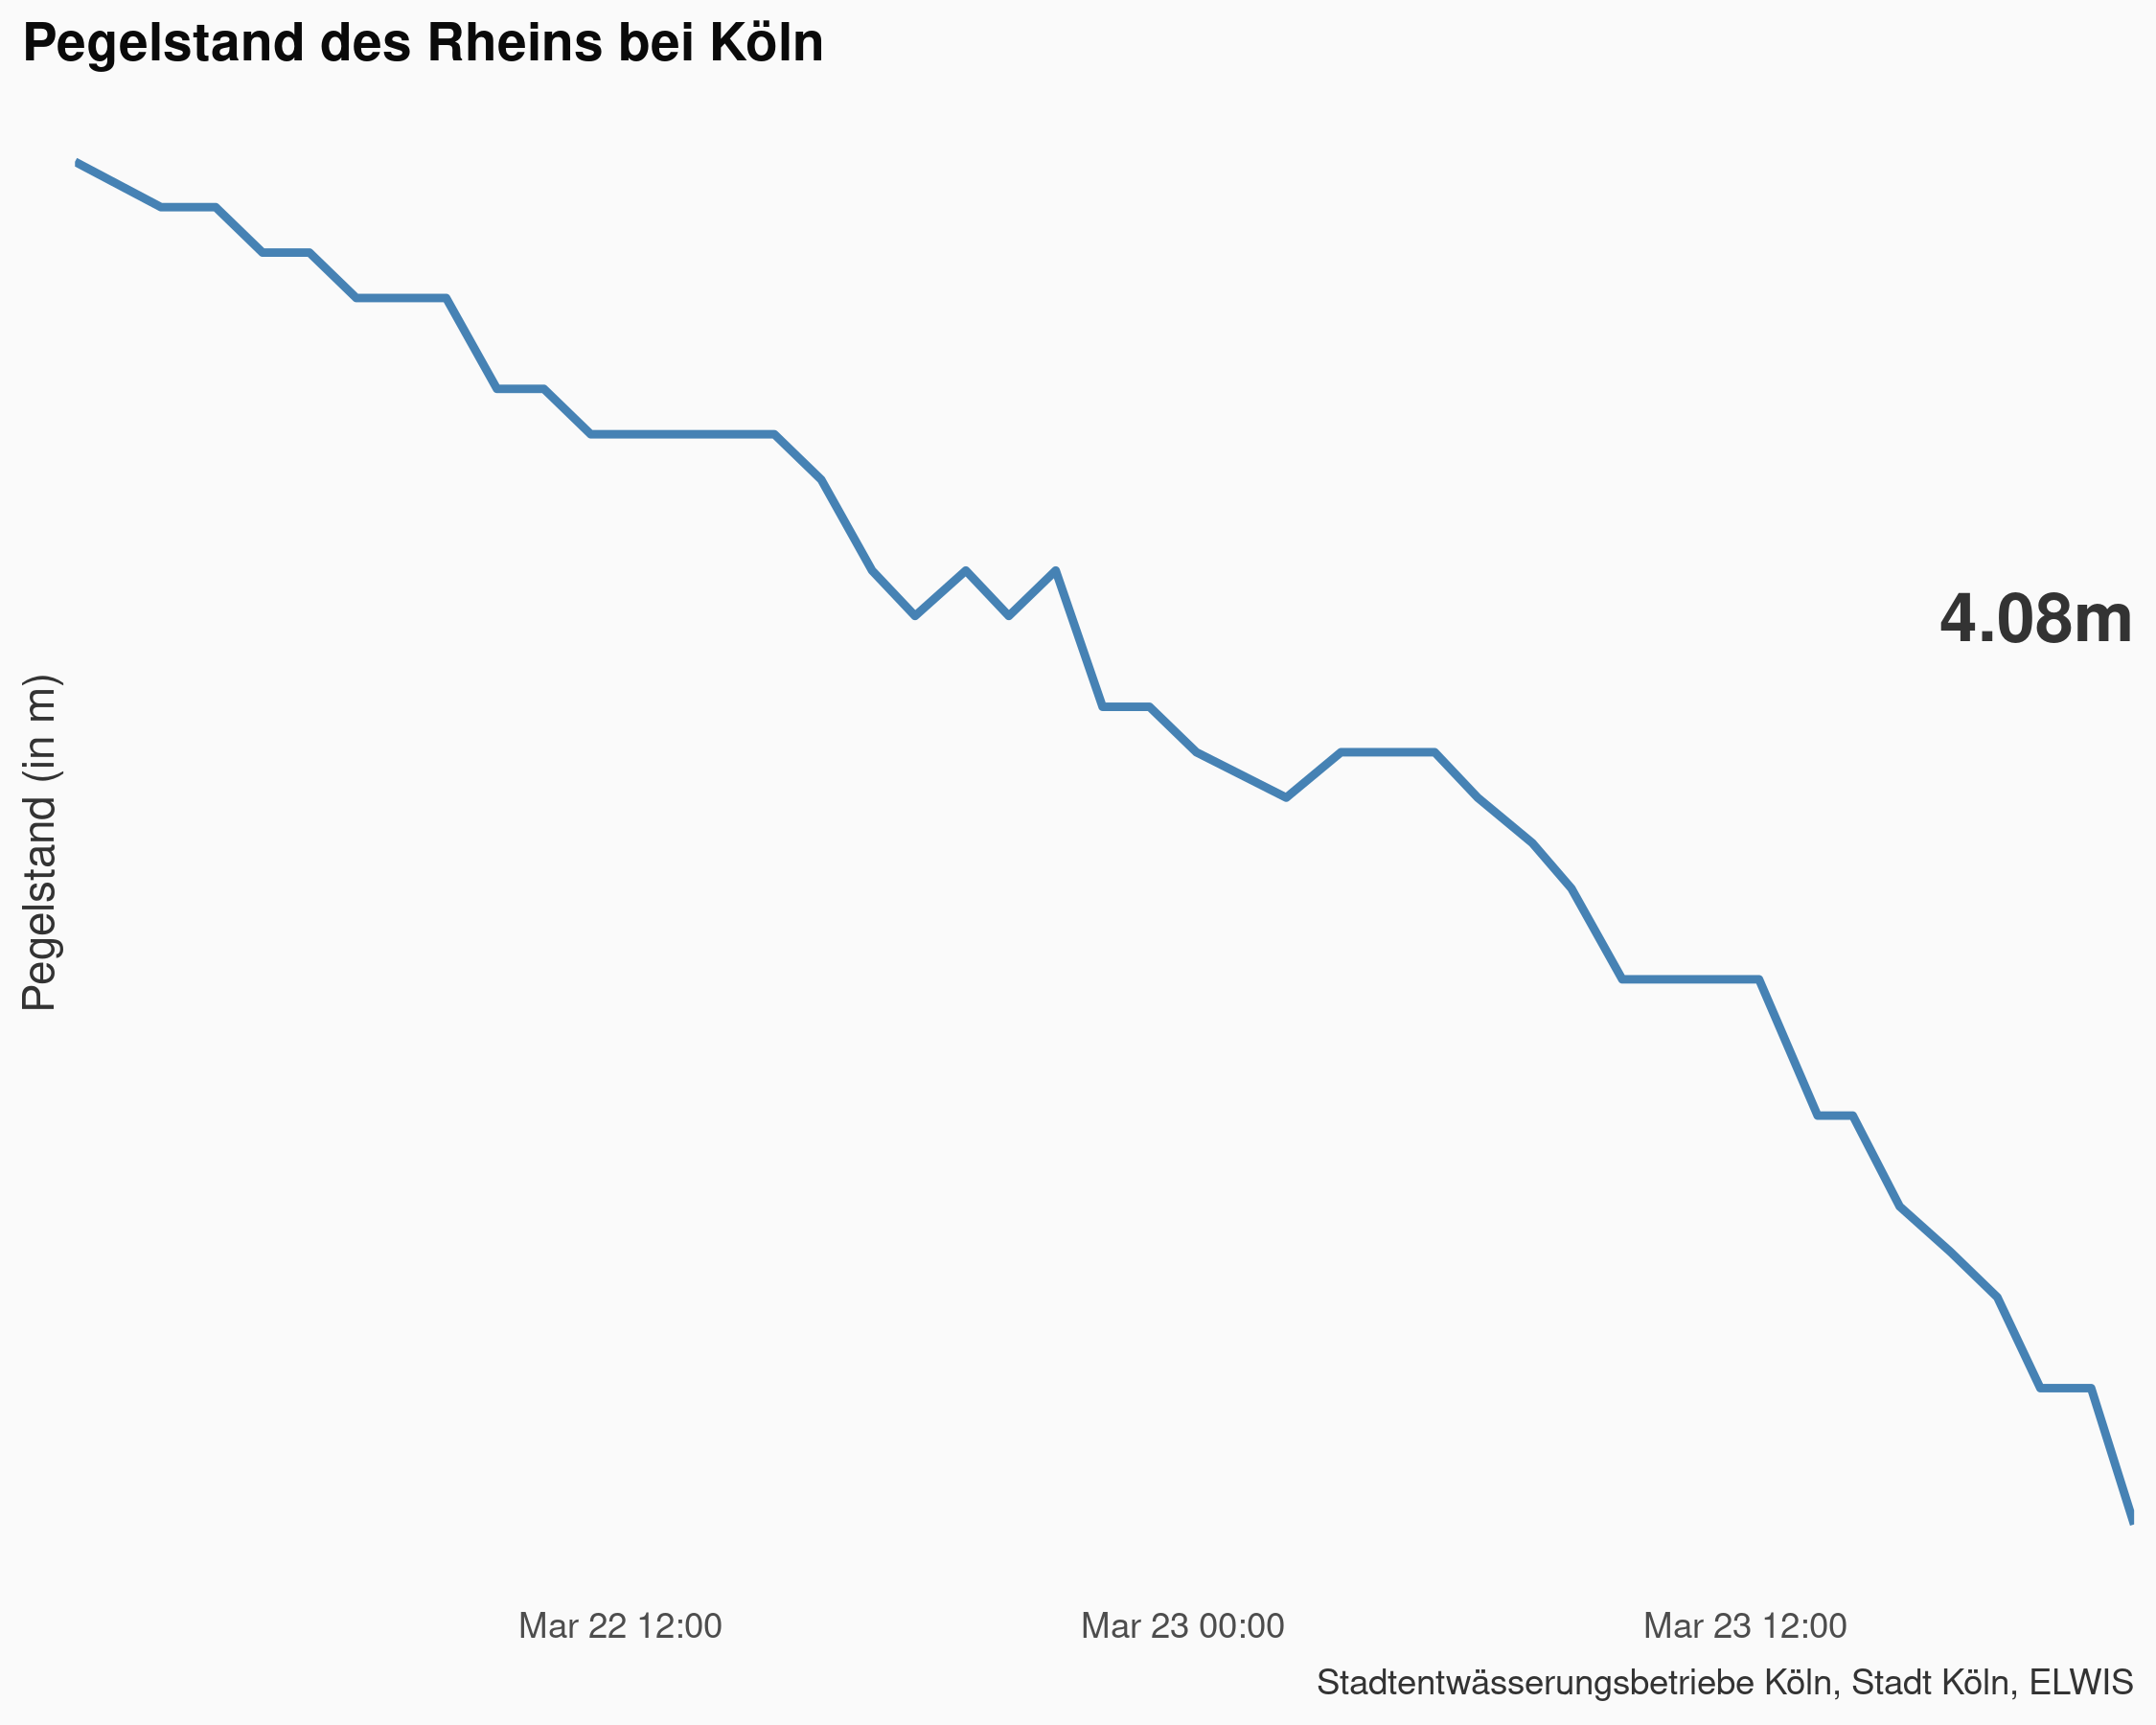 Pegelstand des Rheins bei Köln
4.08m
Pegelstand (in m)
Mar 22 12:00
Mar 23 00:00
Mar 23 12:00
Stadtentwässerungsbetriebe Köln, Stadt Köln, ELWIS